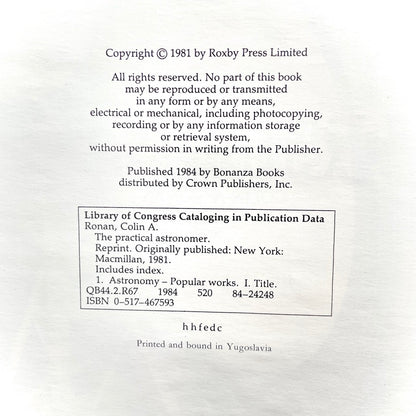 Copyright © 1981 by Roxby Press Limited
All rights reserved. No part of this book
may be reproduced or transmitted
in any form or by any means,
electrical or mechanical, including photocopying,
recording or by any information storage
or retrieval system,
without permission in writing from the Publisher.
Published 1984 by Bonanza Books
distributed by Crown Publishers, Inc.
Library of Congress Cataloging in Publication Data
Ronan, Colin A.
The practical astronomer.
Reprint. Originally published: New York:
Macmillan, 1981.
Includes index.
1. Astronomy – Popular works. I. Title.
QB44.2.R67 1984 520 84–24248
ISBN 0–517–467593
h h f e d c
Printed and bound in Yugoslavia